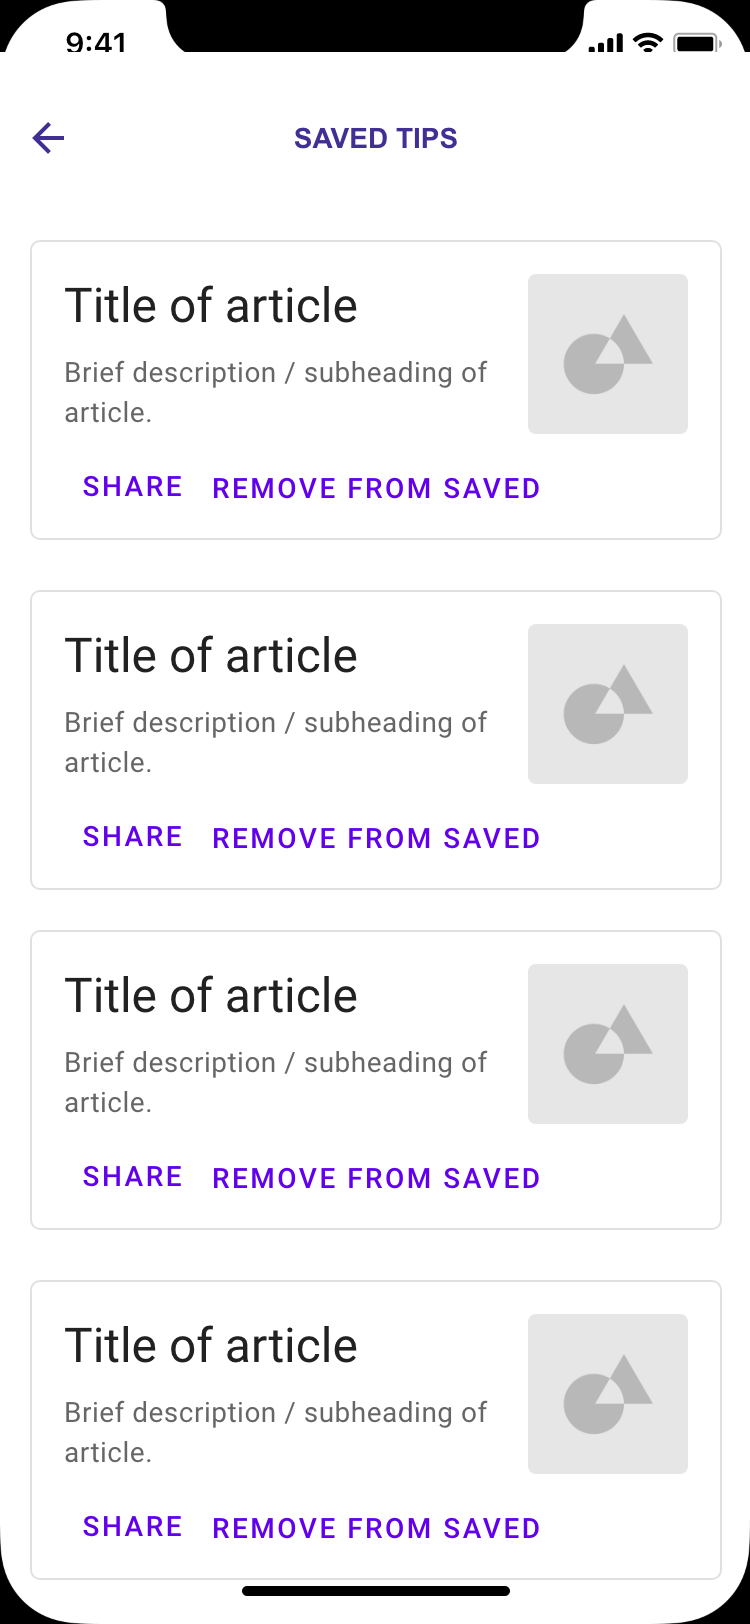 9:41
SAVED TIPS
Title of article
Brief description / subheading of
article.
SHARE REMOVE FROM SAVED
Title of article
Brief description / subheading of
article.
SHARE REMOVE FROM SAVED
Title of article
Brief description / subheading of
article.
SHARE REMOVE FROM SAVED
Title of article
Brief description / subheading of
article.
SHARE REMOVE FROM SAVED